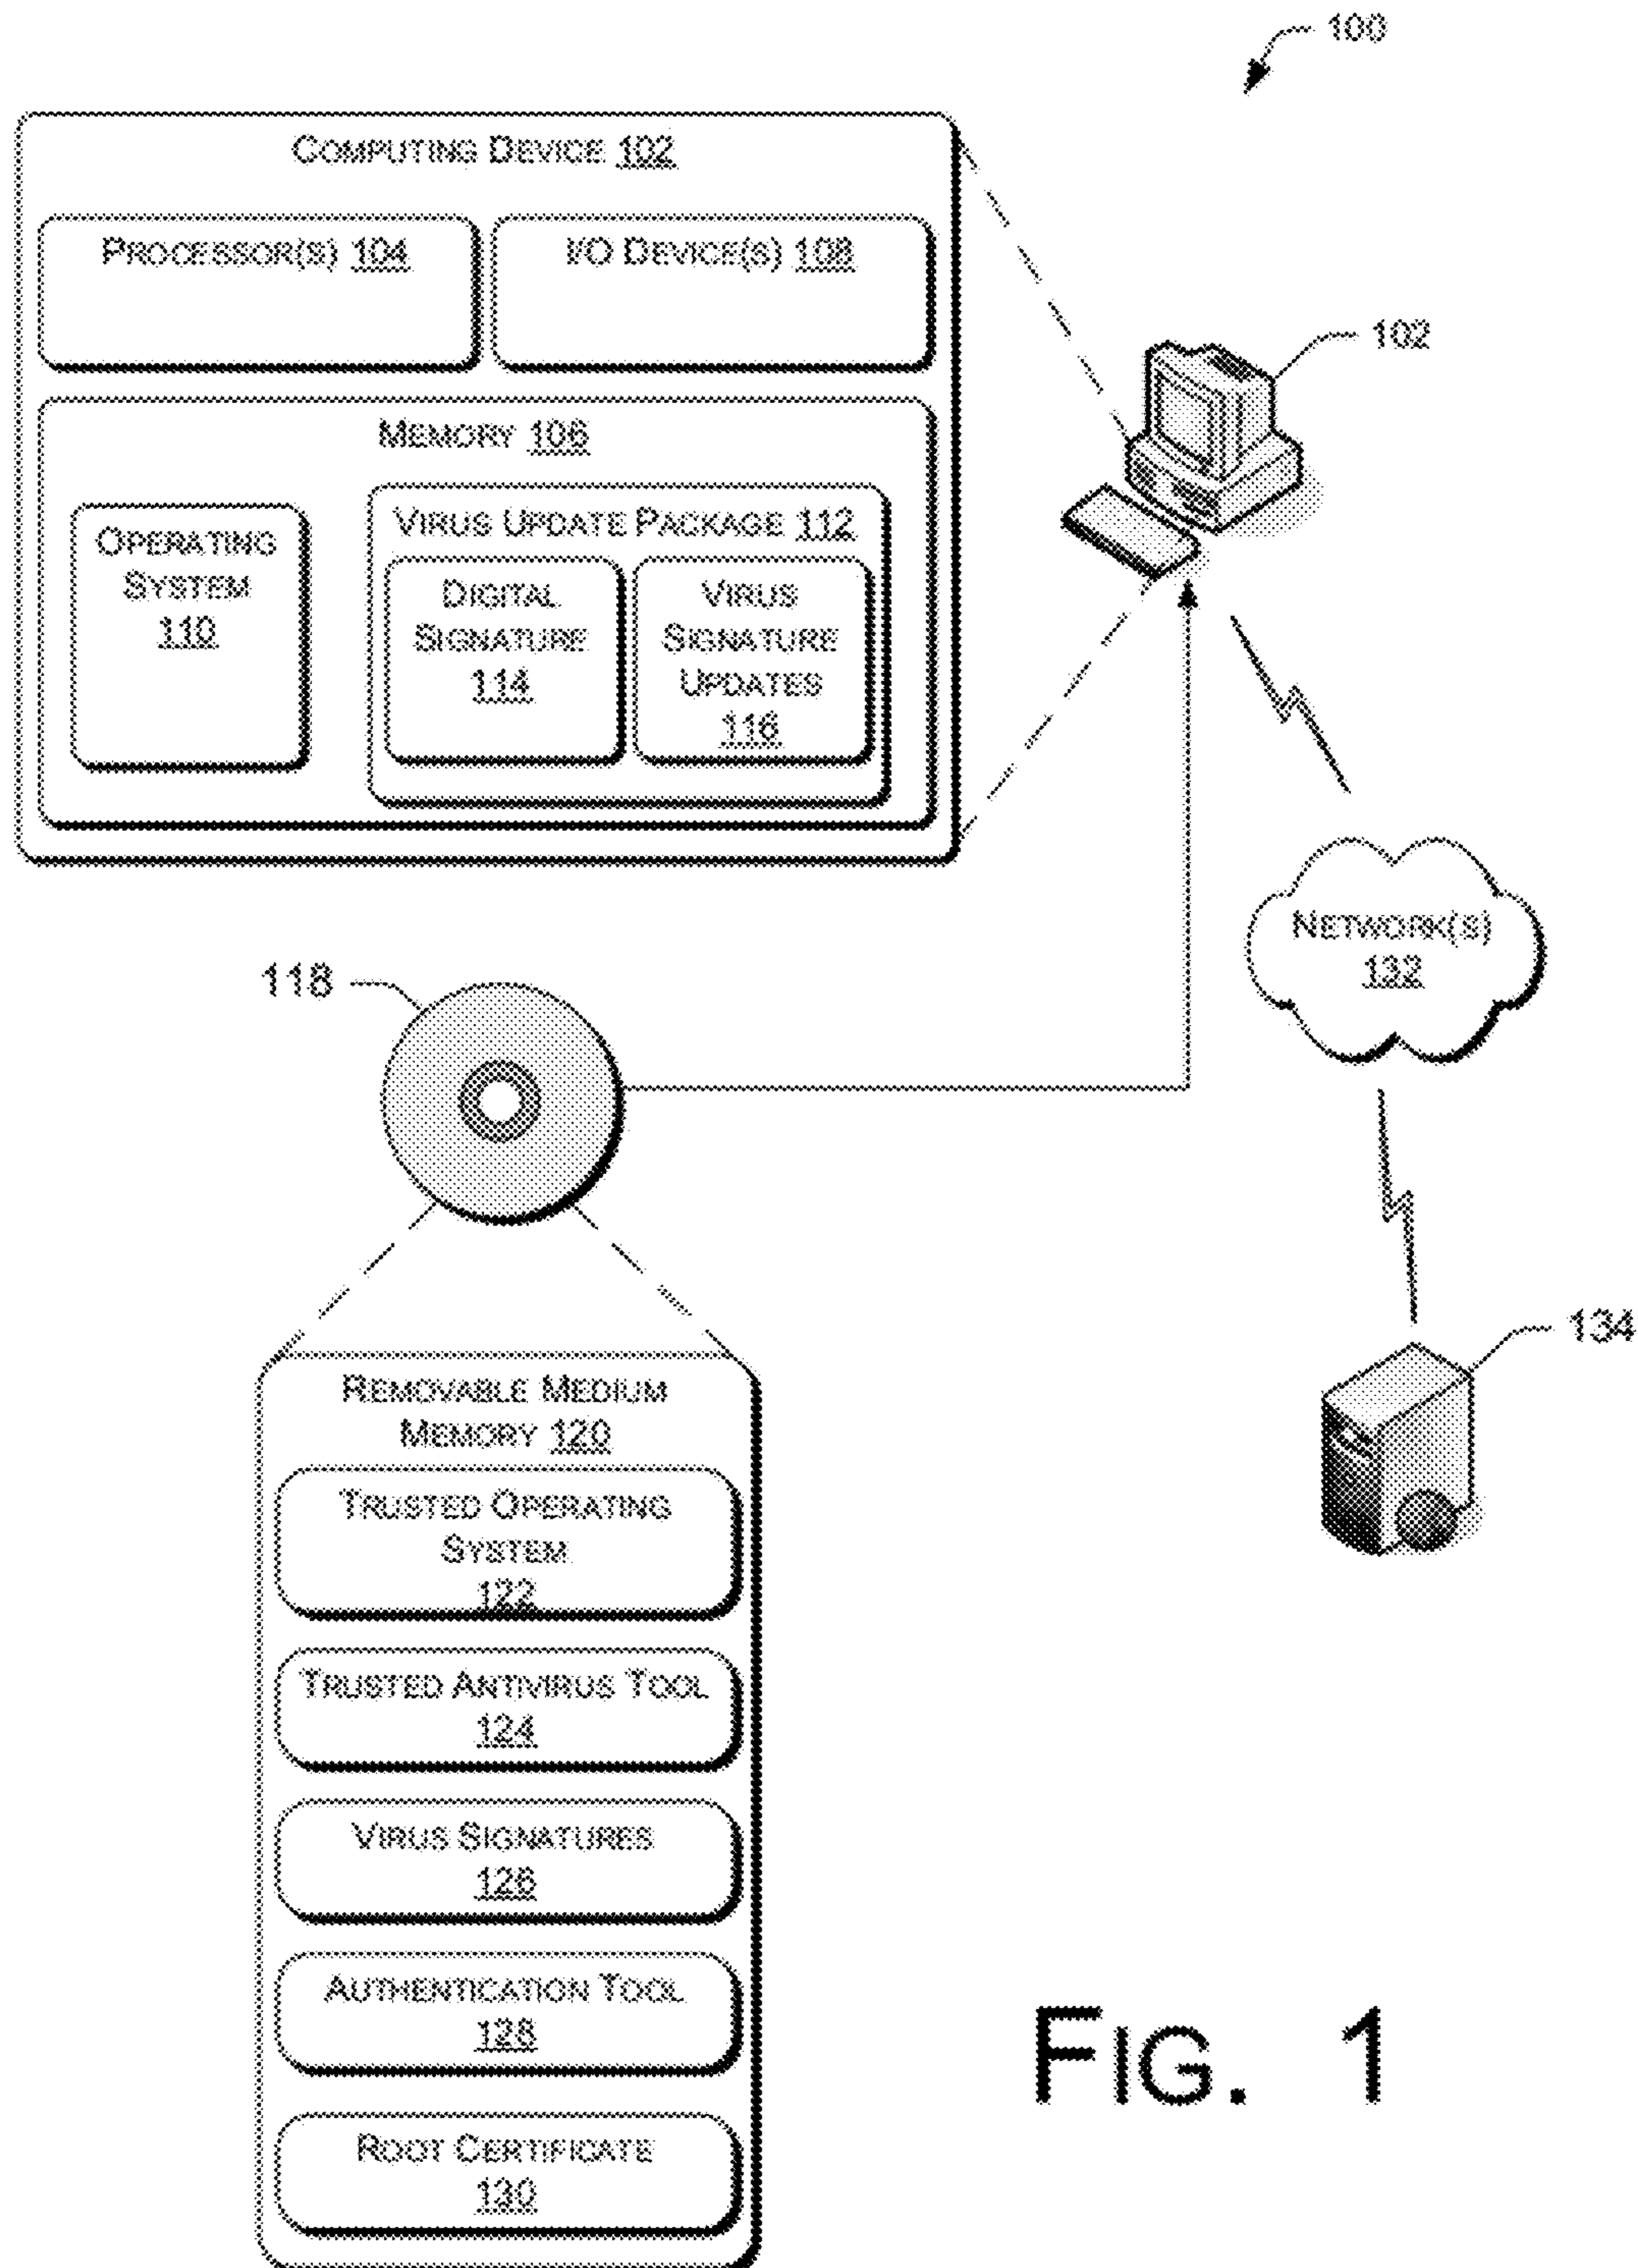 100
COMPUTING DEVICE 102
PROCESSOR(S) 104
I/O DEVICE(S) 108
102
MEMORY 106
OPERATING
SYSTEM
110
VIRUS UPDATE PACKAGE 112
DIGITAL
SIGNATURE
114
VIRUS
SIGNATURE
UPDATES
116
NETWORK(S)
132
118
134
REMOVABLE MEDIUM
MEMORY 120
TRUSTED OPERATING
SYSTEM
122
TRUSTED ANTIVIRUS TOOL
124
VIRUS SIGNATURES
126
AUTHENTICATION TOOL
128
ROOT CERTIFICATE
130
FIG. 1